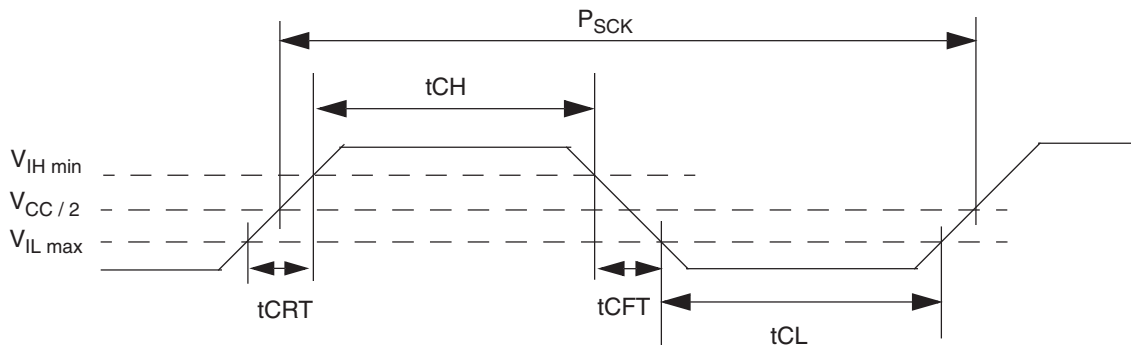 PSCK
tCH
VIH min
VCC / 2
VIL max
tCRT
tCFT
tCL